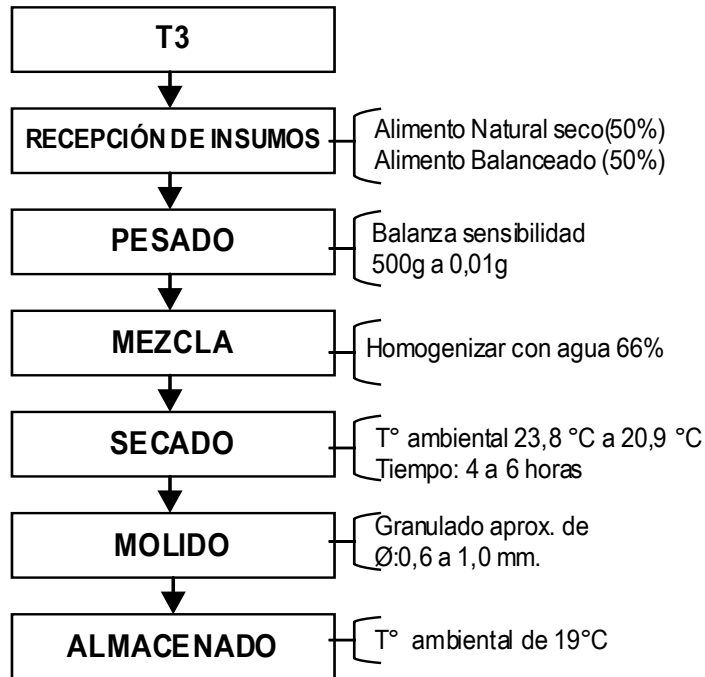 T3
RECEPCIÓN DE INSUMOS
Alimento Natural seco(50%)
Alimento Balanceado (50%)
PESADO
Balanza sensibilidad
500g a 0,01g
MEZCLA
Homogenizar con agua 66%
SECADO
T° ambiental 23,8 °C a 20,9 °C
Tiempo: 4 a 6 horas
MOLIDO
Granulado aprox. de
Ø:0,6 a 1,0 mm.
ALMACENADO
T° ambiental de 19°C